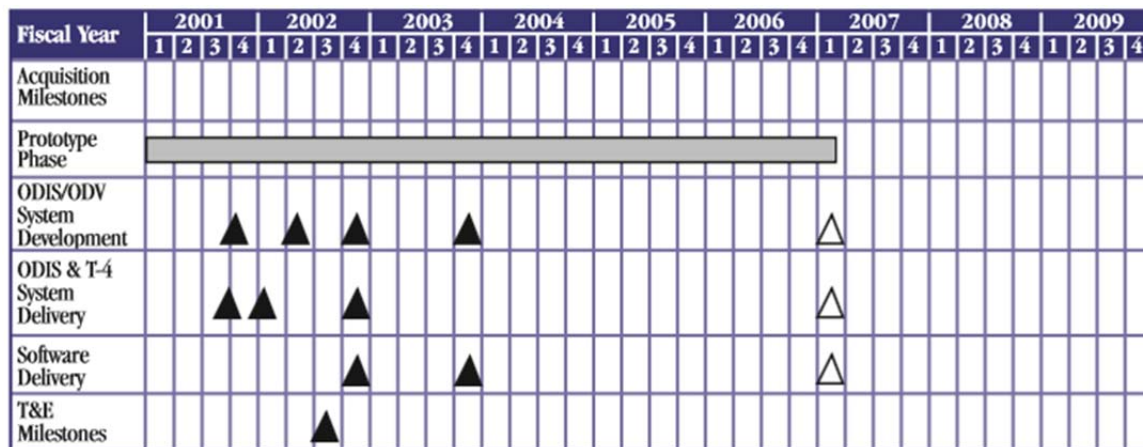 Fiscal Year 2001 2002 2003 2004 2005 2006 2007 2008 2009
1 2 3 4 1 2 3 4 1 2 3 4 1 2 3 4 1 2 3 4 1 2 3 4 1 2 3 4 1 2 3 4 1 2 3 4
Acquisition
Milestones
Prototype
Phase
ODIS/ODV
System
Development
ODIS & T-4
System
Delivery
Software
Delivery
T&E
Milestones